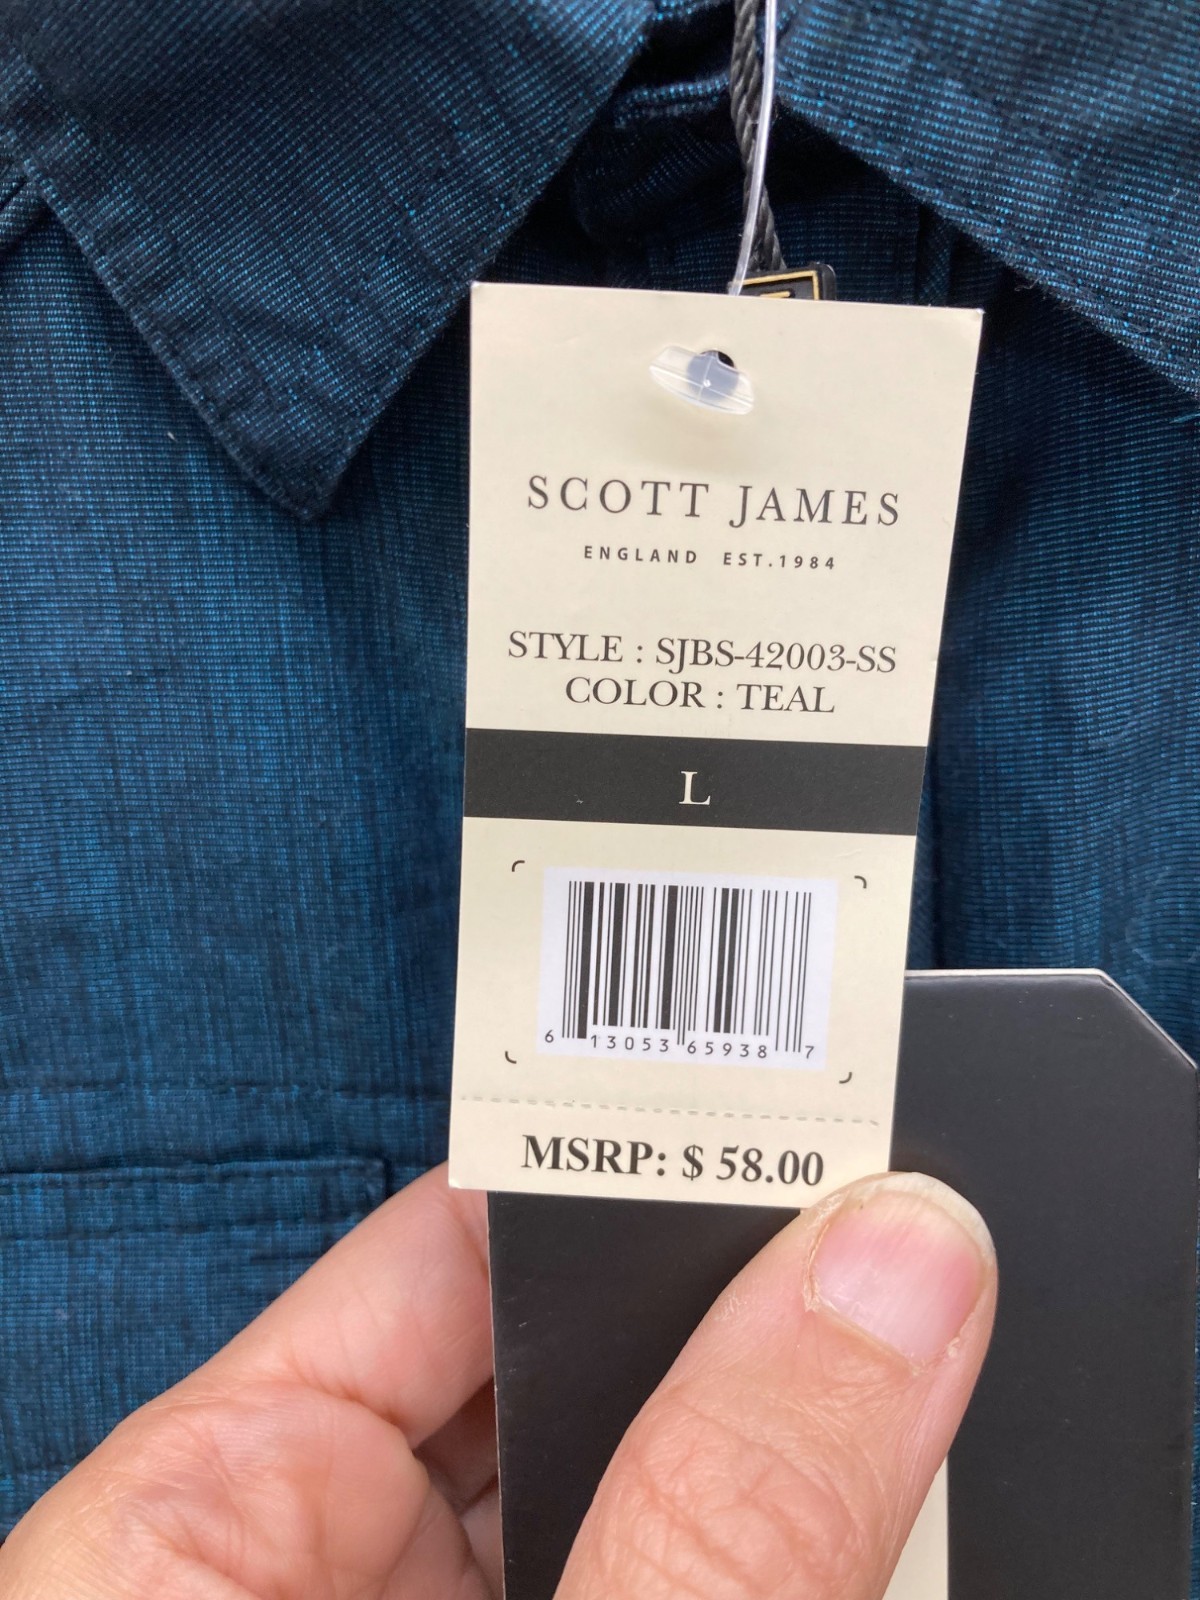 SCOTT JAMES
ENGLAND EST.1984
STYLE : SJBS-42003-SS
COLOR : TEAL
L
6 13053 65938 7
MSRP: $ 58.00